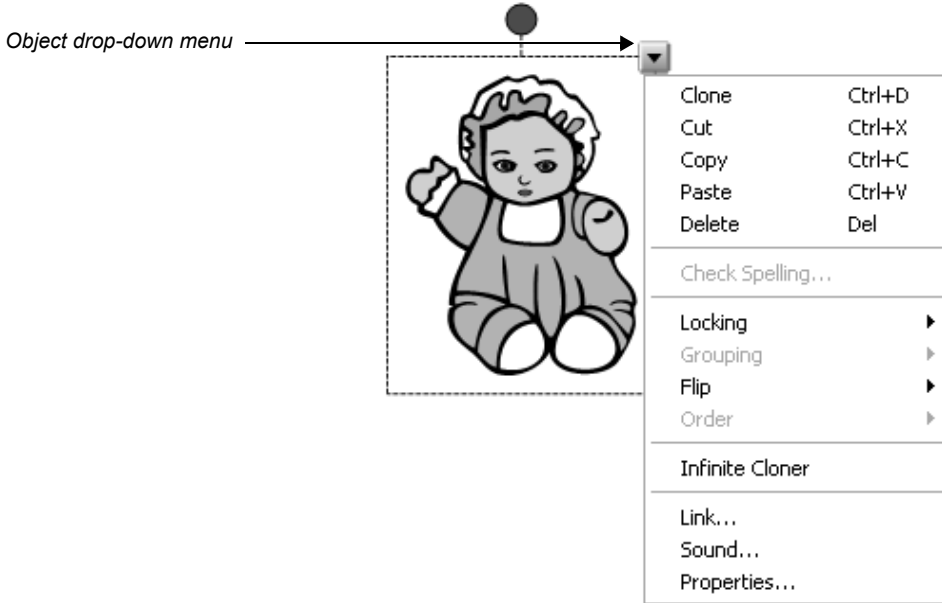 Object drop-down menu
Clone Ctrl+D
Cut Ctrl+X
Copy Ctrl+C
Paste Ctrl+V
Delete Del
Check Spelling...
Locking
Grouping
Flip
Order
Infinite Cloner
Link...
Sound...
Properties...